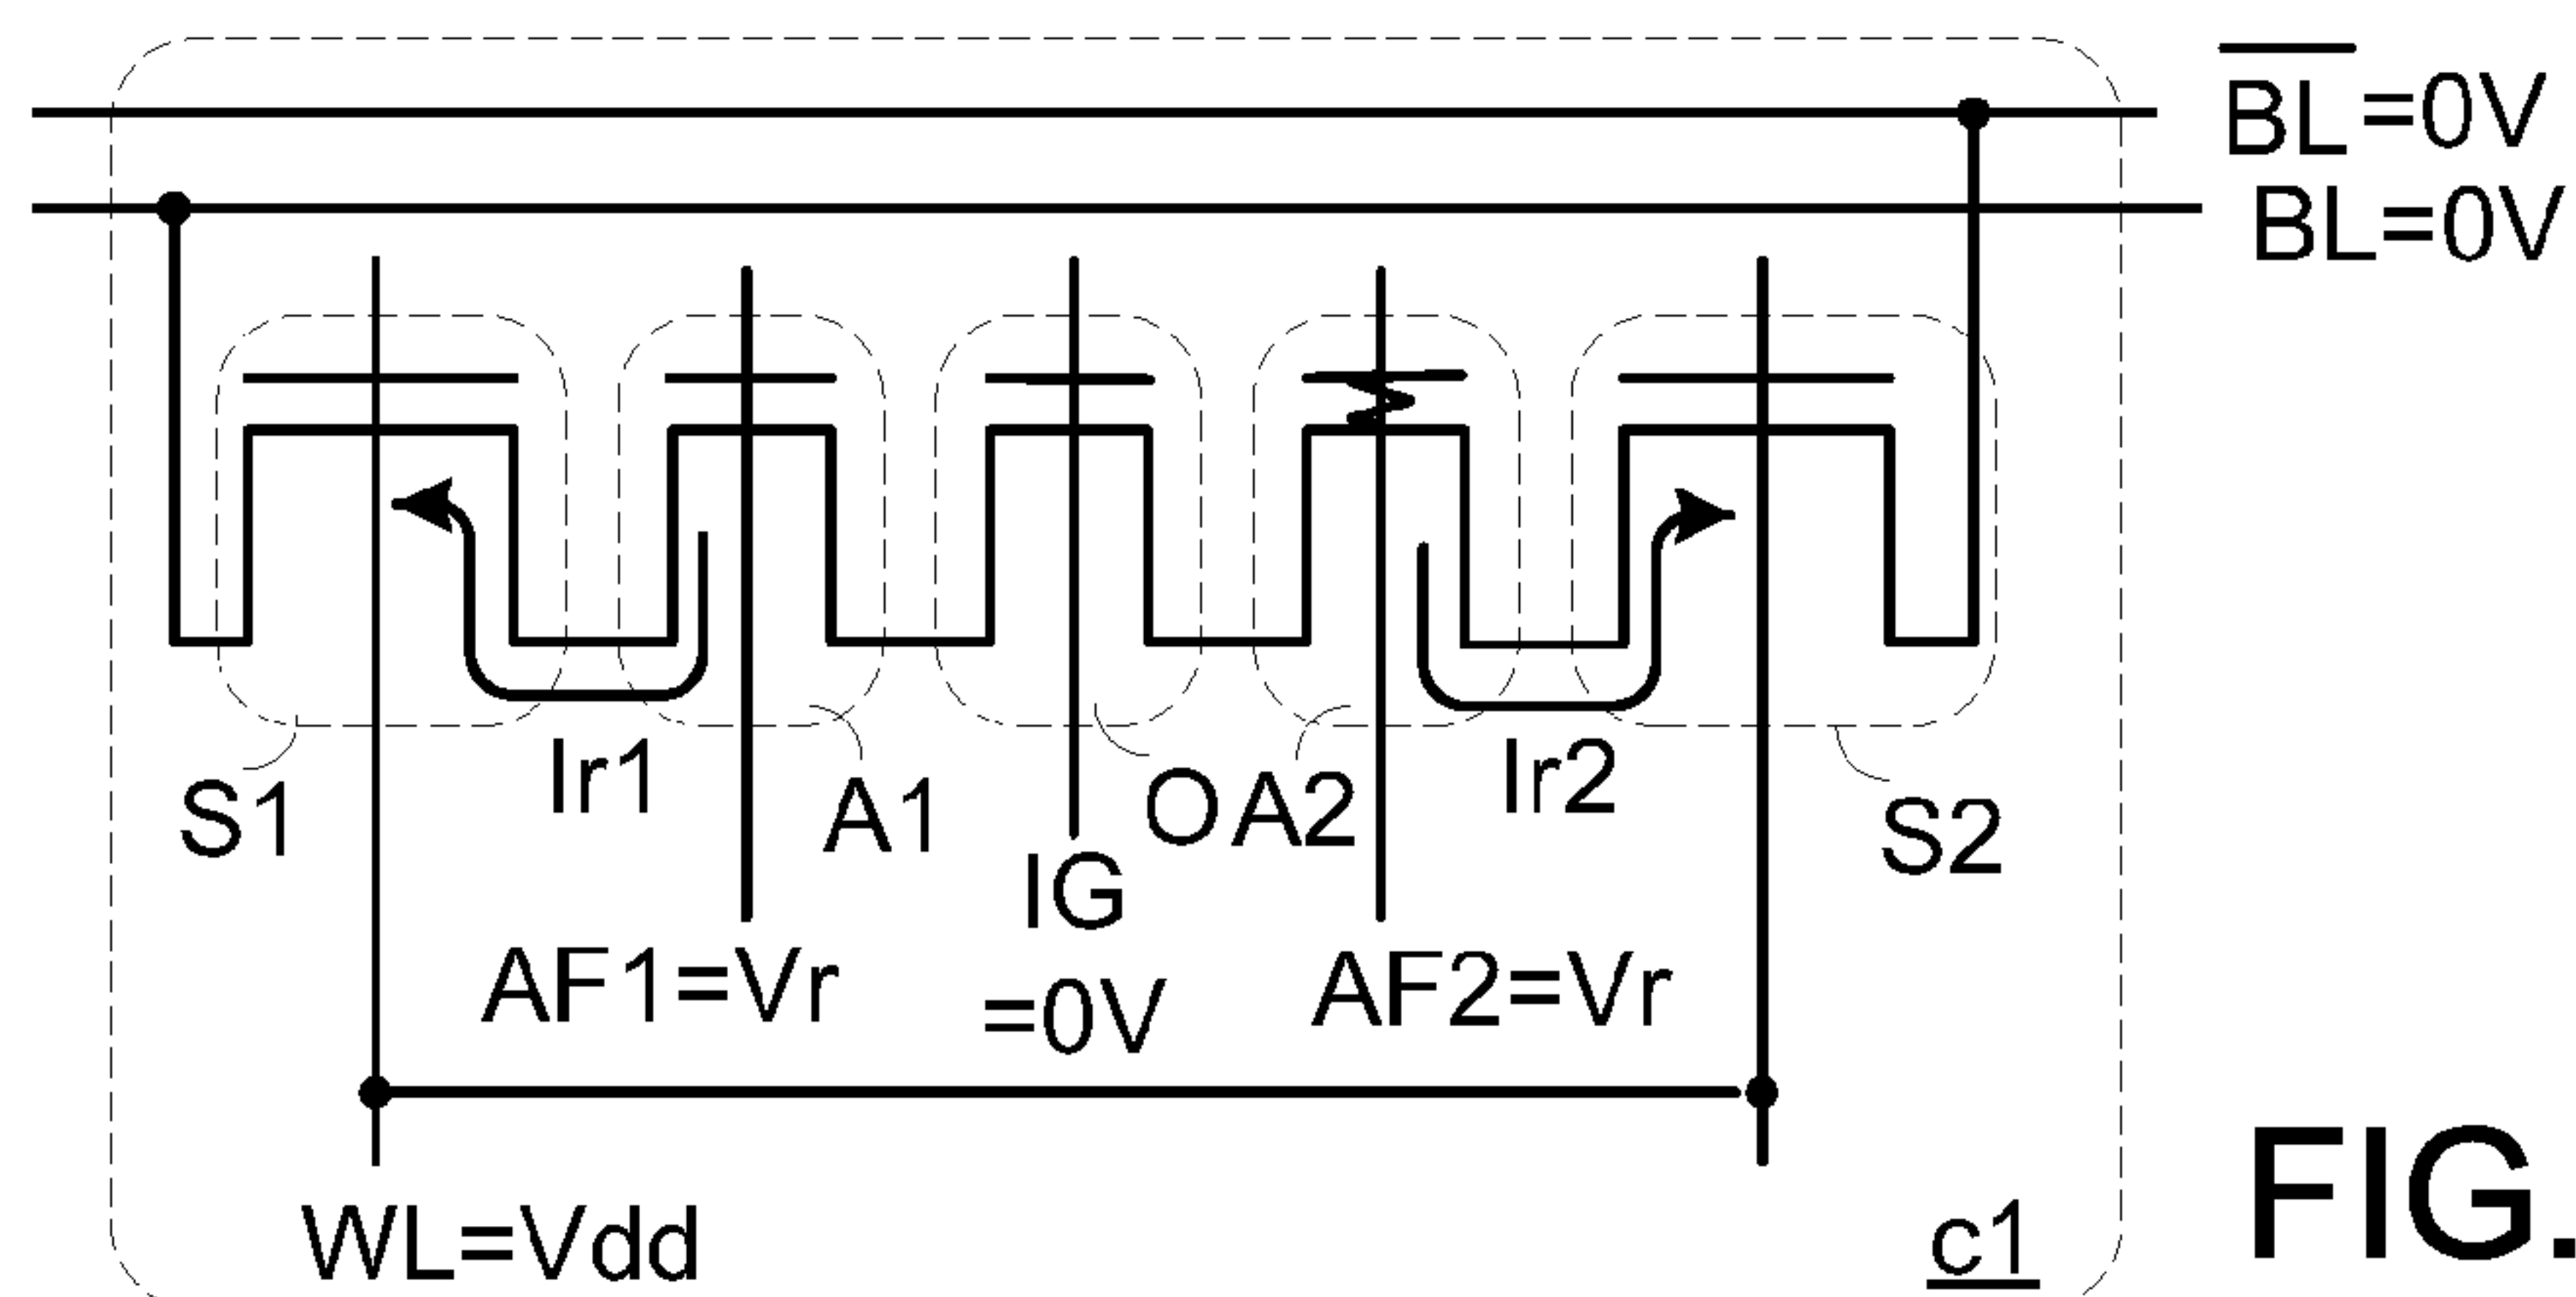 BL=0V
BL=0V
S1
Ir1
A1
O
A2
Ir2
S2
IG
=0V
AF1=Vr
AF2=Vr
WL=Vdd
c1
FIG.